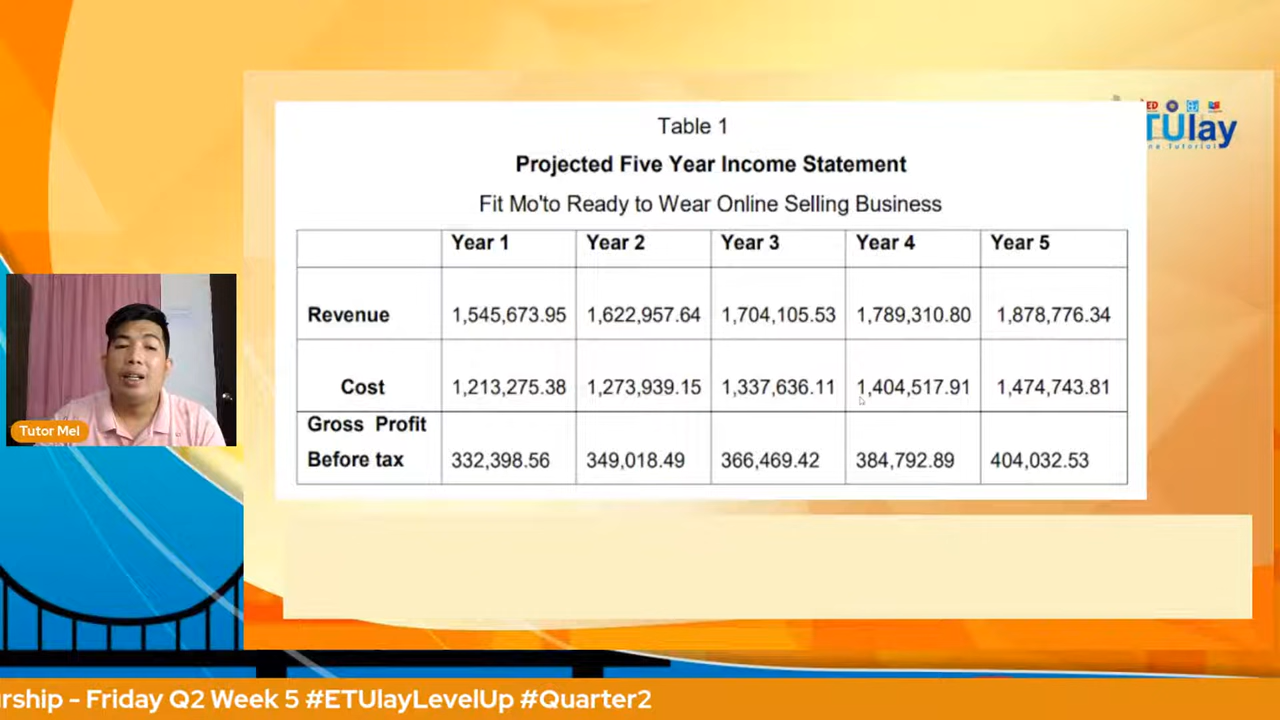 Table 1
Projected Five Year Income Statement
Fit Mo'to Ready to Wear Online Selling Business
Year 1 Year 2 Year 3 Year 4 Year 5
Revenue 1,545,673.95 1,622,957.64 1,704,105.53 1,789,310.80 1,878,776.34
Cost 1,213,275.38 1,273,939.15 1,337,636.11 1,404,517.91 1,474,743.81
Gross Profit
Before tax 332,398.56 349,018.49 366,469.42 384,792.89 404,032.53
ED
TUlay
ne Tutorial
Tutor Mel
urship - Friday Q2 Week 5 #ETUlayLevelUp #Quarter2